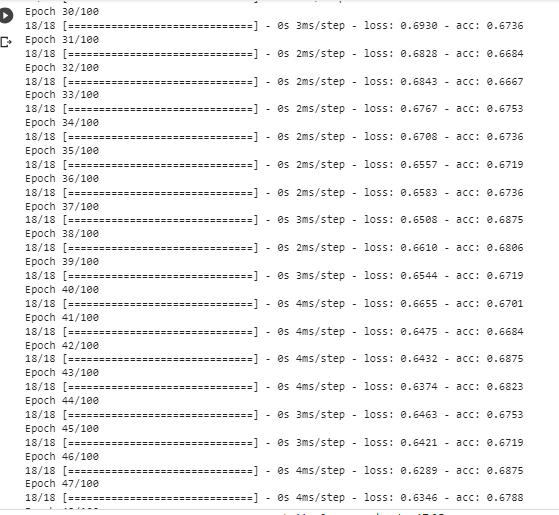 Epoch 30/100
18/18 [==============================] - 0s 3ms/step - loss: 0.6930 - acc: 0.6736
Epoch 31/100
18/18 [==============================] - 0s 2ms/step - loss: 0.6828 - acc: 0.6684
Epoch 32/100
18/18 [==============================] - 0s 2ms/step - loss: 0.6843 - acc: 0.6667
Epoch 33/100
18/18 [==============================] - 0s 2ms/step - loss: 0.6767 - acc: 0.6753
Epoch 34/100
18/18 [==============================] - 0s 2ms/step - loss: 0.6708 - acc: 0.6736
Epoch 35/100
18/18 [==============================] - 0s 2ms/step - loss: 0.6557 - acc: 0.6719
Epoch 36/100
18/18 [==============================] - 0s 2ms/step - loss: 0.6583 - acc: 0.6736
Epoch 37/100
18/18 [==============================] - 0s 3ms/step - loss: 0.6508 - acc: 0.6875
Epoch 38/100
18/18 [==============================] - 0s 2ms/step - loss: 0.6610 - acc: 0.6806
Epoch 39/100
18/18 [==============================] - 0s 3ms/step - loss: 0.6544 - acc: 0.6719
Epoch 40/100
18/18 [==============================] - 0s 4ms/step - loss: 0.6655 - acc: 0.6701
Epoch 41/100
18/18 [==============================] - 0s 4ms/step - loss: 0.6475 - acc: 0.6684
Epoch 42/100
18/18 [==============================] - 0s 4ms/step - loss: 0.6432 - acc: 0.6875
Epoch 43/100
18/18 [==============================] - 0s 4ms/step - loss: 0.6374 - acc: 0.6823
Epoch 44/100
18/18 [==============================] - 0s 3ms/step - loss: 0.6463 - acc: 0.6753
Epoch 45/100
18/18 [==============================] - 0s 3ms/step - loss: 0.6421 - acc: 0.6719
Epoch 46/100
18/18 [==============================] - 0s 4ms/step - loss: 0.6289 - acc: 0.6875
Epoch 47/100
18/18 [==============================] - 0s 4ms/step - loss: 0.6346 - acc: 0.6788